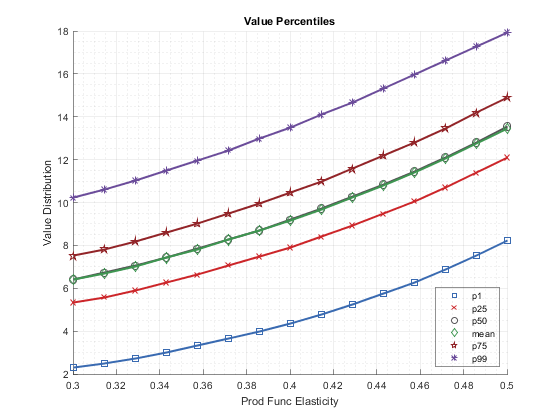 Value Percentiles
Value Distribution
18
16
14
12
10
8
6
4
2
0.3 0.32 0.34 0.36 0.38 0.4 0.42 0.44 0.46 0.48 0.5
Prod Func Elasticity
p1
p25
p50
mean
p75
p99